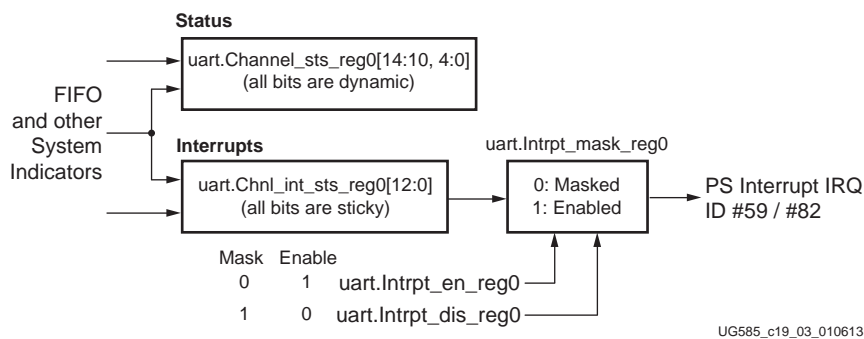 Status
uart.Channel_sts_reg0[14:10, 4:0]
(all bits are dynamic)
FIFO
and other
System
Indicators
Interrupts
uart.Chnl_int_sts_reg0[12:0]
(all bits are sticky)
uart.Intrpt_mask_reg0
0: Masked
1: Enabled
PS Interrupt IRQ
ID #59 / #82
Mask Enable
0 1 uart.Intrpt_en_reg0
1 0 uart.Intrpt_dis_reg0
UG585_c19_03_010613